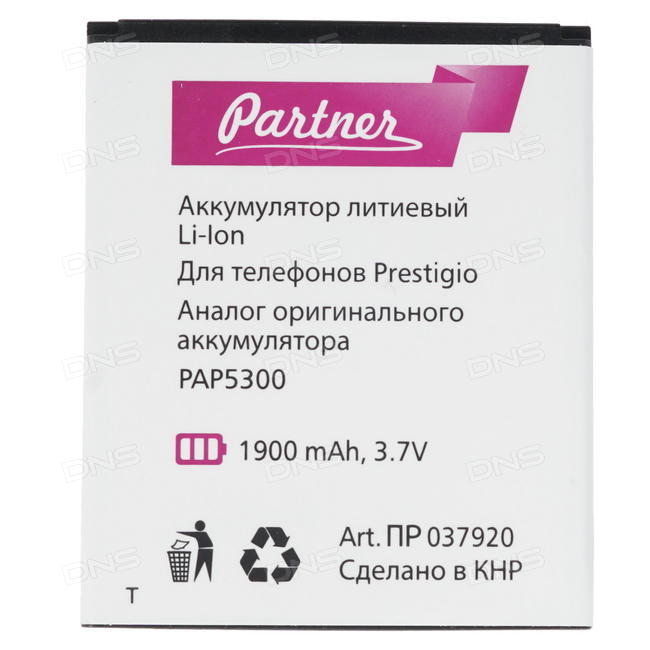 Partner
Аккумулятор литиевый
Li-Ion
Для телефонов Prestigio
Аналог оригинального
аккумулятора
PAP5300
1900 mAh, 3.7V
Art. ПР 037920
Сделано в КНР
T
DNS